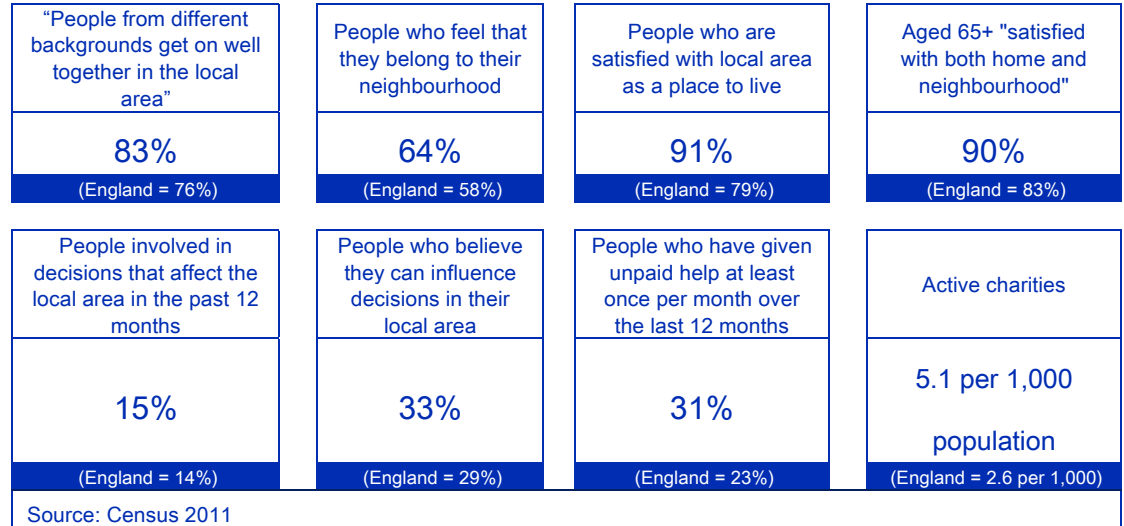 “People from different
backgrounds get on well
together in the local
area”
83%
(England = 76%)
People who feel that
they belong to their
neighbourhood
64%
(England = 58%)
People who are
satisfied with local area
as a place to live
91%
(England = 79%)
Aged 65+ "satisfied
with both home and
neighbourhood"
90%
(England = 83%)
People involved in
decisions that affect the
local area in the past 12
months
15%
(England = 14%)
People who believe
they can influence
decisions in their
local area
33%
(England = 29%)
People who have given
unpaid help at least
once per month over
the last 12 months
31%
(England = 23%)
Active charities
5.1 per 1,000
population
(England = 2.6 per 1,000)
Source: Census 2011